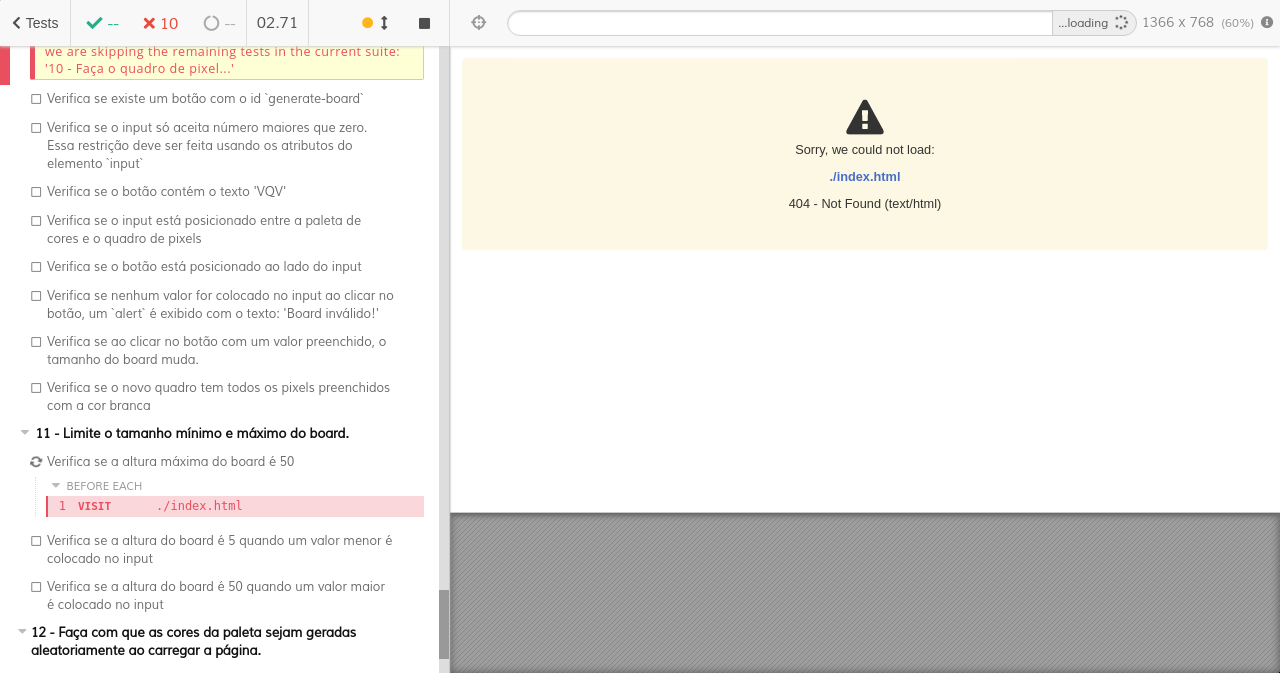 Tests
--
10
--
02.71
...loading
1366 x 768 (60%)
we are skipping the remaining tests in the current suite:
'10 - Faça o quadro de pixel...'
Verifica se existe um botão com o id `generate-board`
Verifica se o input só aceita número maiores que zero.
Essa restrição deve ser feita usando os atributos do
elemento `input`
Verifica se o botão contém o texto 'VQV'
Verifica se o input está posicionado entre a paleta de
cores e o quadro de pixels
Verifica se o botão está posicionado ao lado do input
Verifica se nenhum valor for colocado no input ao clicar no
botão, um `alert` é exibido com o texto: 'Board inválido!'
Verifica se ao clicar no botão com um valor preenchido, o
tamanho do board muda.
Verifica se o novo quadro tem todos os pixels preenchidos
com a cor branca
11 - Limite o tamanho mínimo e máximo do board.
Verifica se a altura máxima do board é 50
BEFORE EACH
1 VISIT ./index.html
Verifica se a altura do board é 5 quando um valor menor é
colocado no input
Verifica se a altura do board é 50 quando um valor maior
é colocado no input
12 - Faça com que as cores da paleta sejam geradas
aleatoriamente ao carregar a página.
Sorry, we could not load:
./index.html
404 - Not Found (text/html)